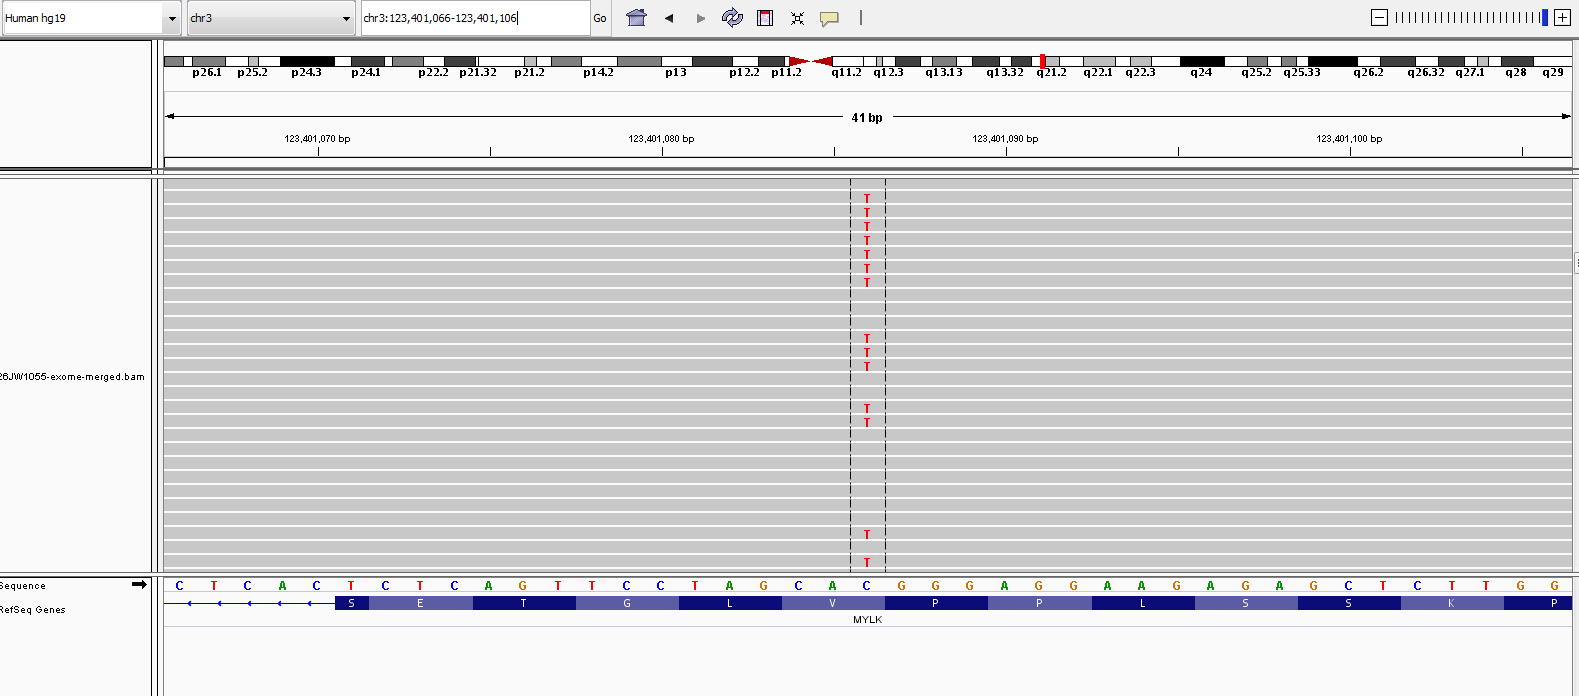 Human hg19 chr3 chr3:123,401,066-123,401,106 Go
p26.1 p25.2 p24.3 p24.1 p22.2 p21.32 p21.2 p14.2 p13 p12.2 p11.2 q11.2 q12.3 q13.13 q13.32 q21.2 q22.1 q22.3 q24 q25.2 q25.33 q26.2 q26.32 q27.1 q28 q29
41 bp
123,401,070 bp 123,401,080 bp 123,401,090 bp 123,401,100 bp
T
T
T
T
T
T
T
T
T
T
26JW1055-exome-merged.bam
T
T
T
T
Sequence C T C A C T C T C A G T T C C T A G C A C G G G A G G A A G A G C T C T T G G
RefSeq Genes S E T G L V P P L S S K P
MYLK